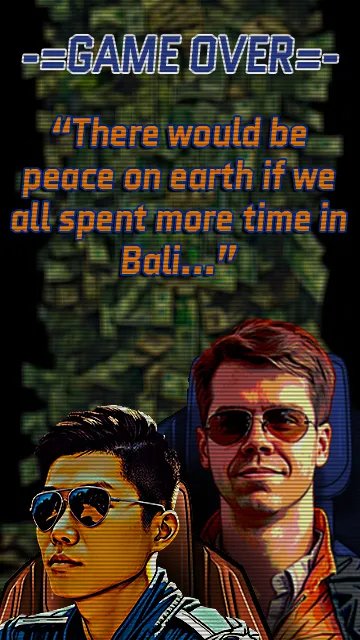 -=GAME OVER=-
“There would be
peace on earth if we
all spent more time in
Bali...”